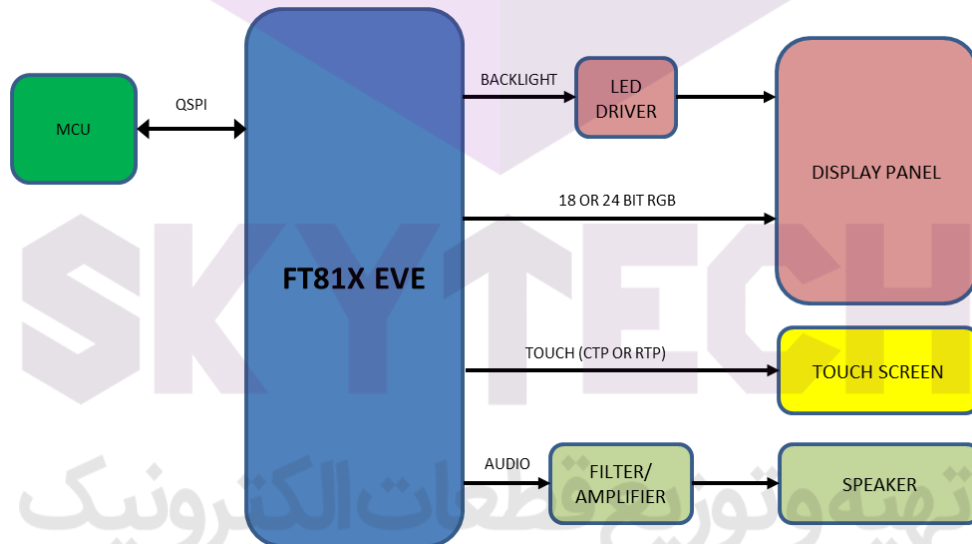 BACKLIGHT
LED
DRIVER
QSPI
MCU
DISPLAY PANEL
18 OR 24 BIT RGB
SKYTECH
FT81X EVE
TOUCH (CTP OR RTP)
TOUCH SCREEN
AUDIO
FILTER/
AMPLIFIER
SPEAKER
تهیه و توزیع قطعات الکترونیک